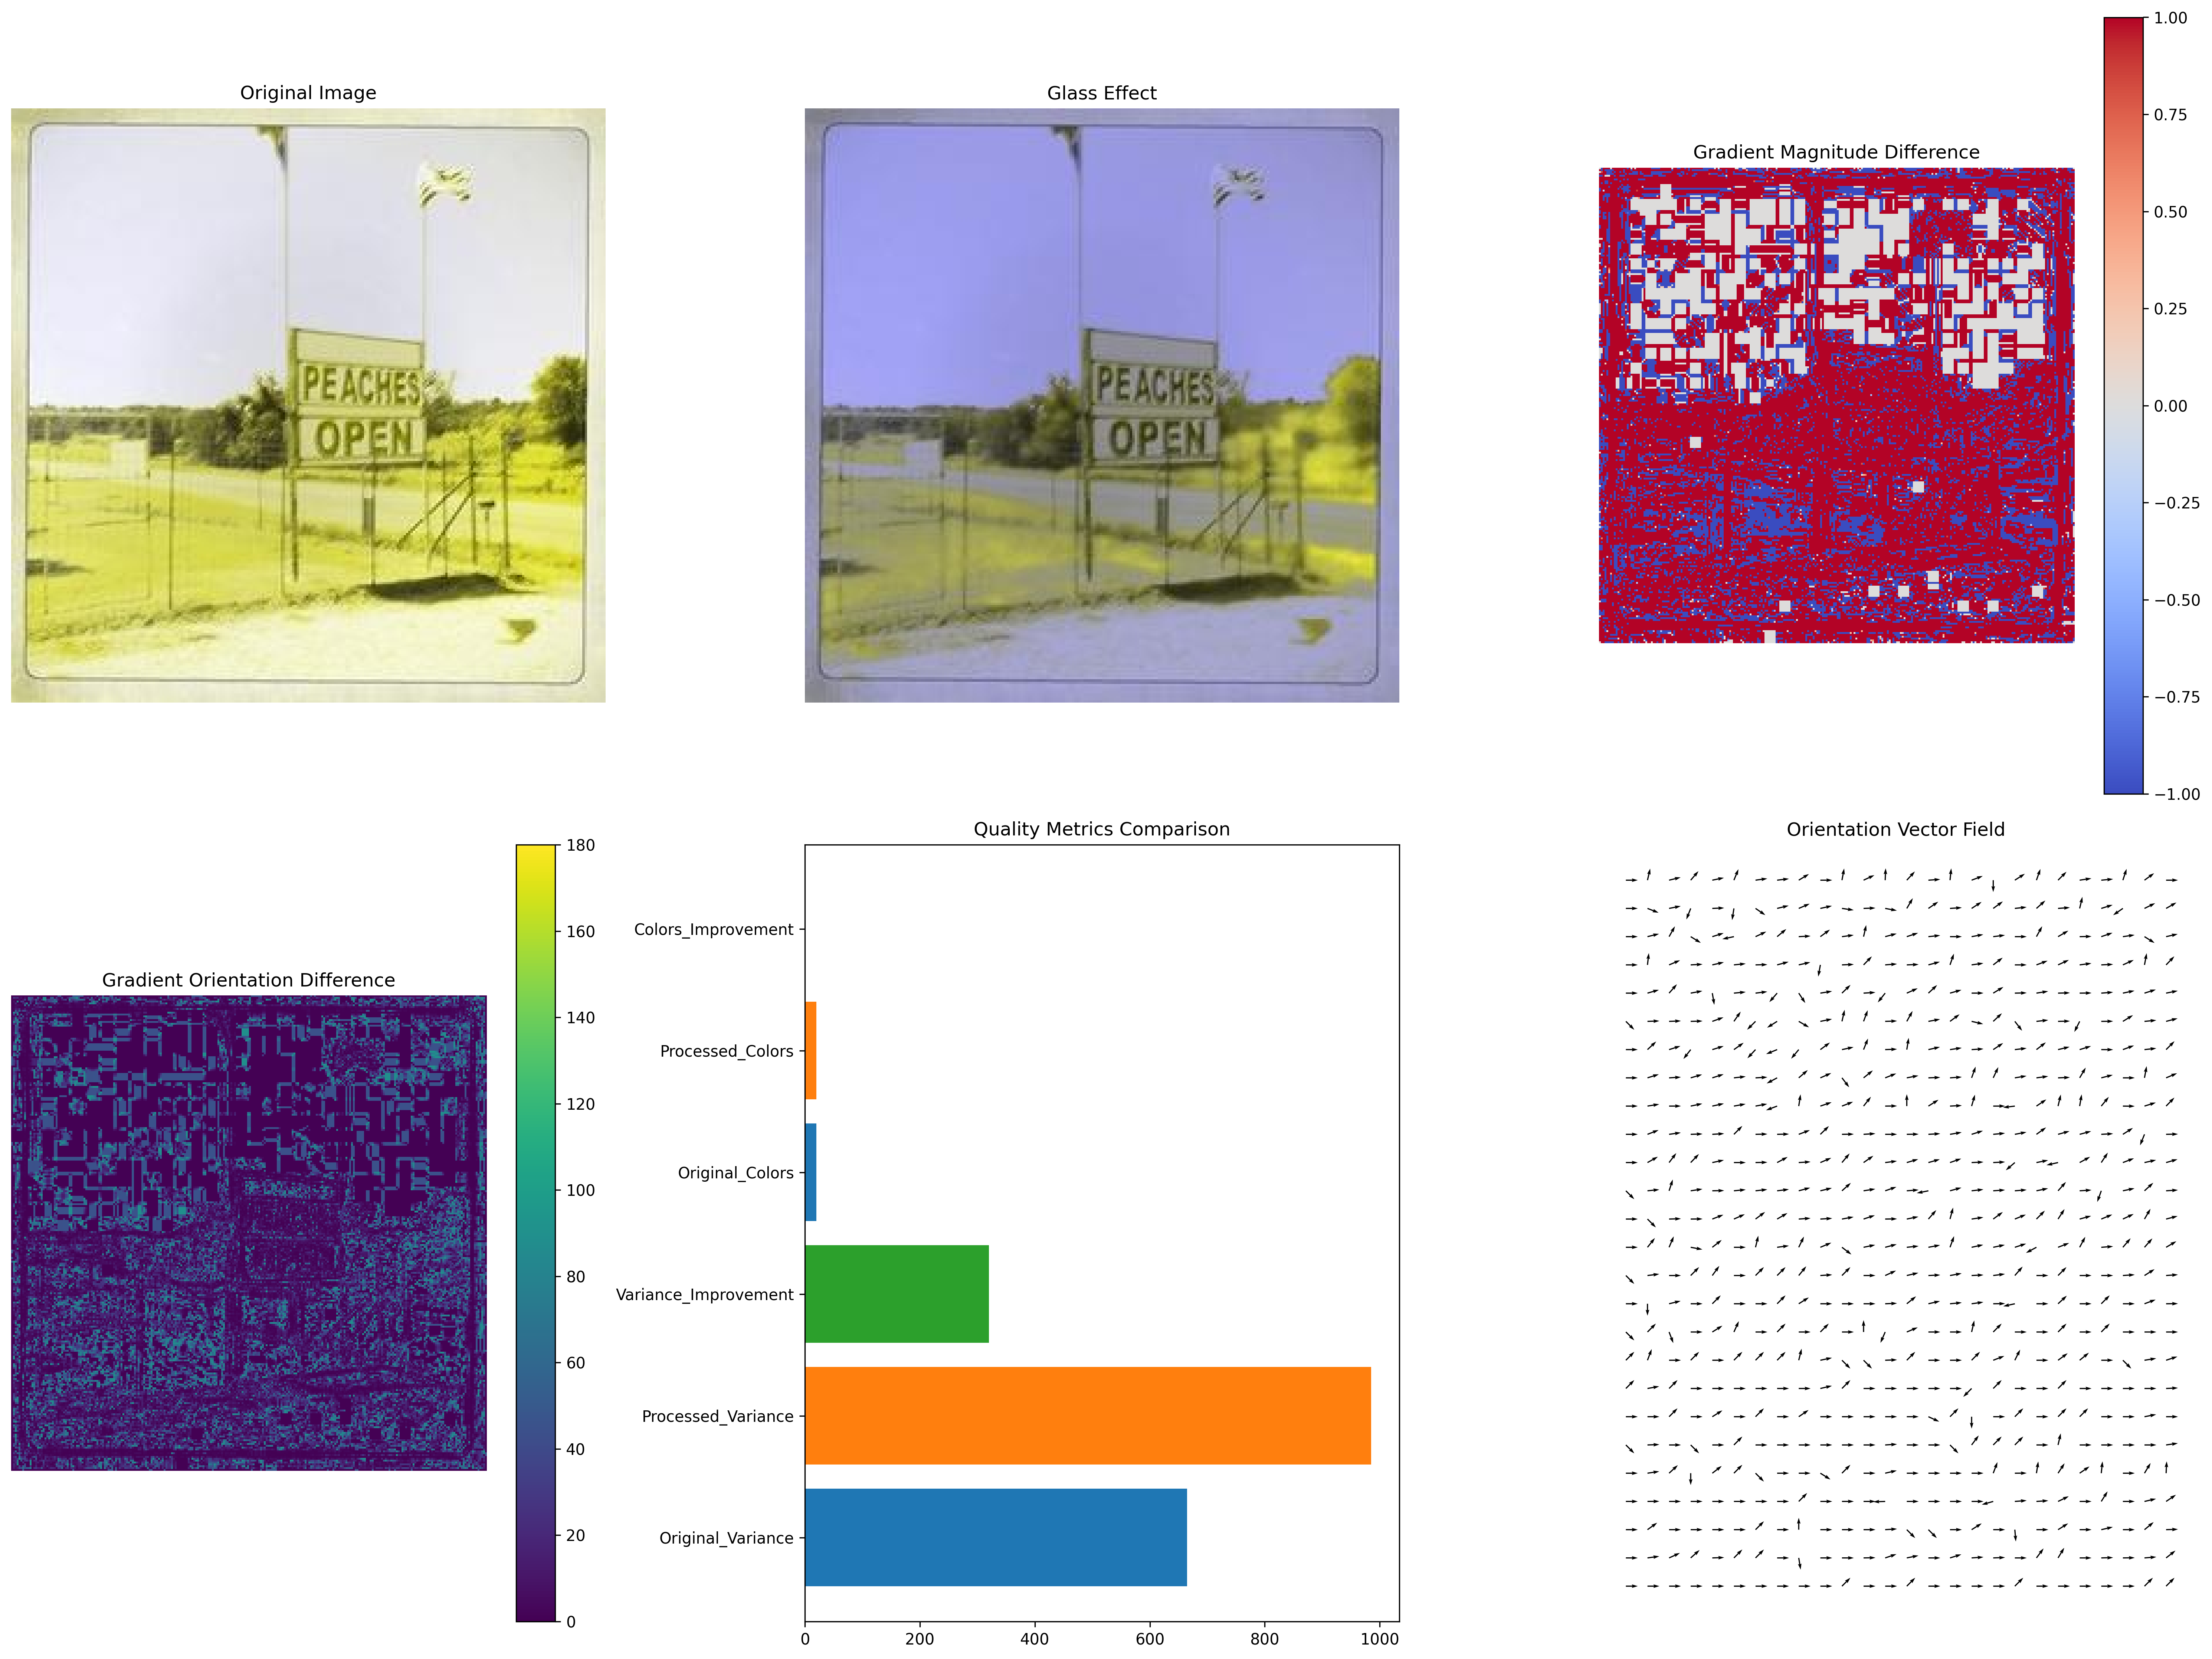 Original Image
PEACHES
OPEN
Glass Effect
PEACHES
OPEN
Gradient Magnitude Difference
1.00
0.75
0.50
0.25
0.00
−0.25
−0.50
−0.75
−1.00
Gradient Orientation Difference
180
160
140
120
100
80
60
40
20
0
Quality Metrics Comparison
Colors_Improvement
Processed_Colors
Original_Colors
Variance_Improvement
Processed_Variance
Original_Variance
0 200 400 600 800 1000
Orientation Vector Field